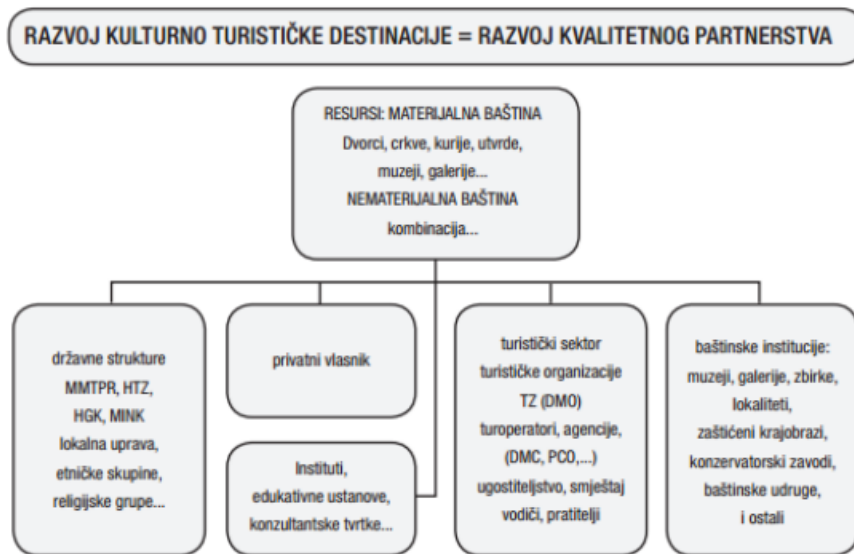 RAZVOJ KULTURNO TURISTIČKE DESTINACIJE = RAZVOJ KVALITETNOG PARTNERSTVA
RESURSI: MATERIJALNA BAŠTINA
Dvorci, crkve, kurije, utvrde,
muzeji, galerije...
NEMATERIJALNA BAŠTINA
kombinacija...
državne strukture
MMTPR, HTZ,
HGK, MINK
lokalna uprava,
etničke skupine,
religijske grupe...
privatni vlasnik
Instituti,
edukativne ustanove,
konzultantske tvrtke...
turistički sektor
turističke organizacije
TZ (DMO)
turoperatori, agencije,
(DMC, PCO,...)
ugostiteljstvo, smještaj
vodiči, pratitelji
baštinske institucije:
muzeji, galerije, zbirke,
lokaliteti,
zaštićeni krajobrazi,
konzervatorski zavodi,
baštinske udruge,
i ostali